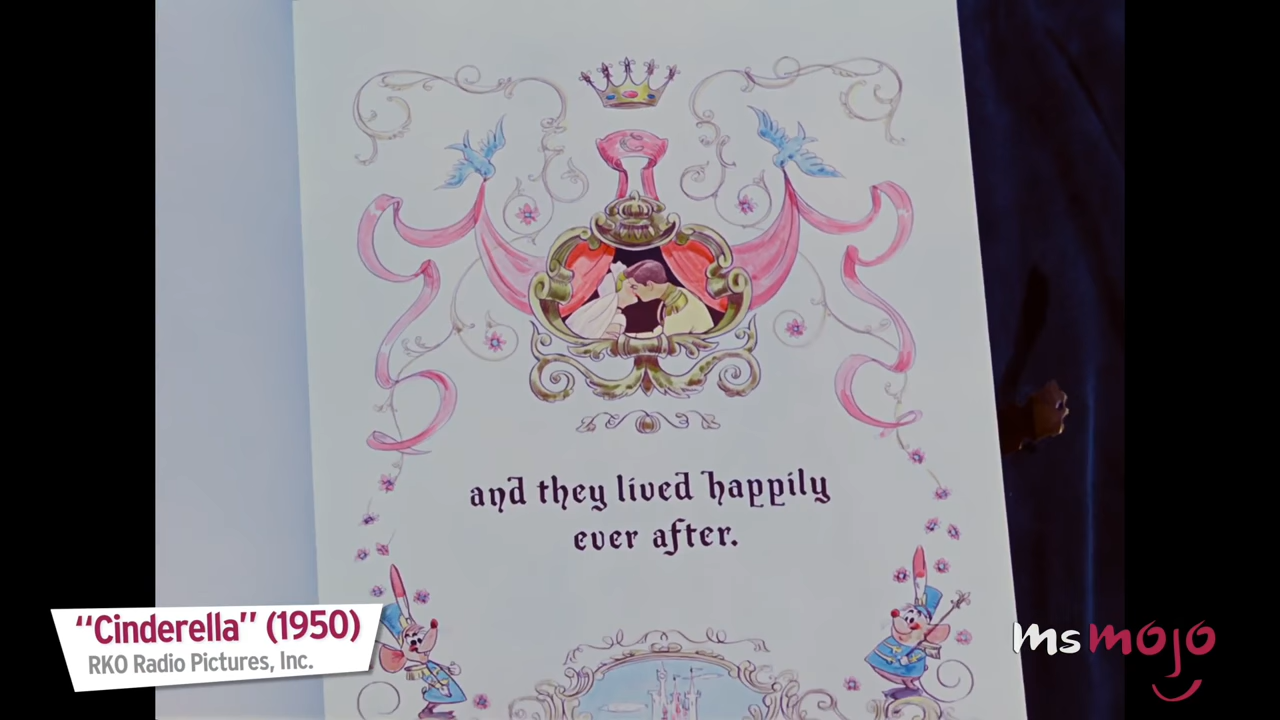 and they lived happily
ever after.
“Cinderella” (1950)
RKO Radio Pictures, Inc.
msmojo